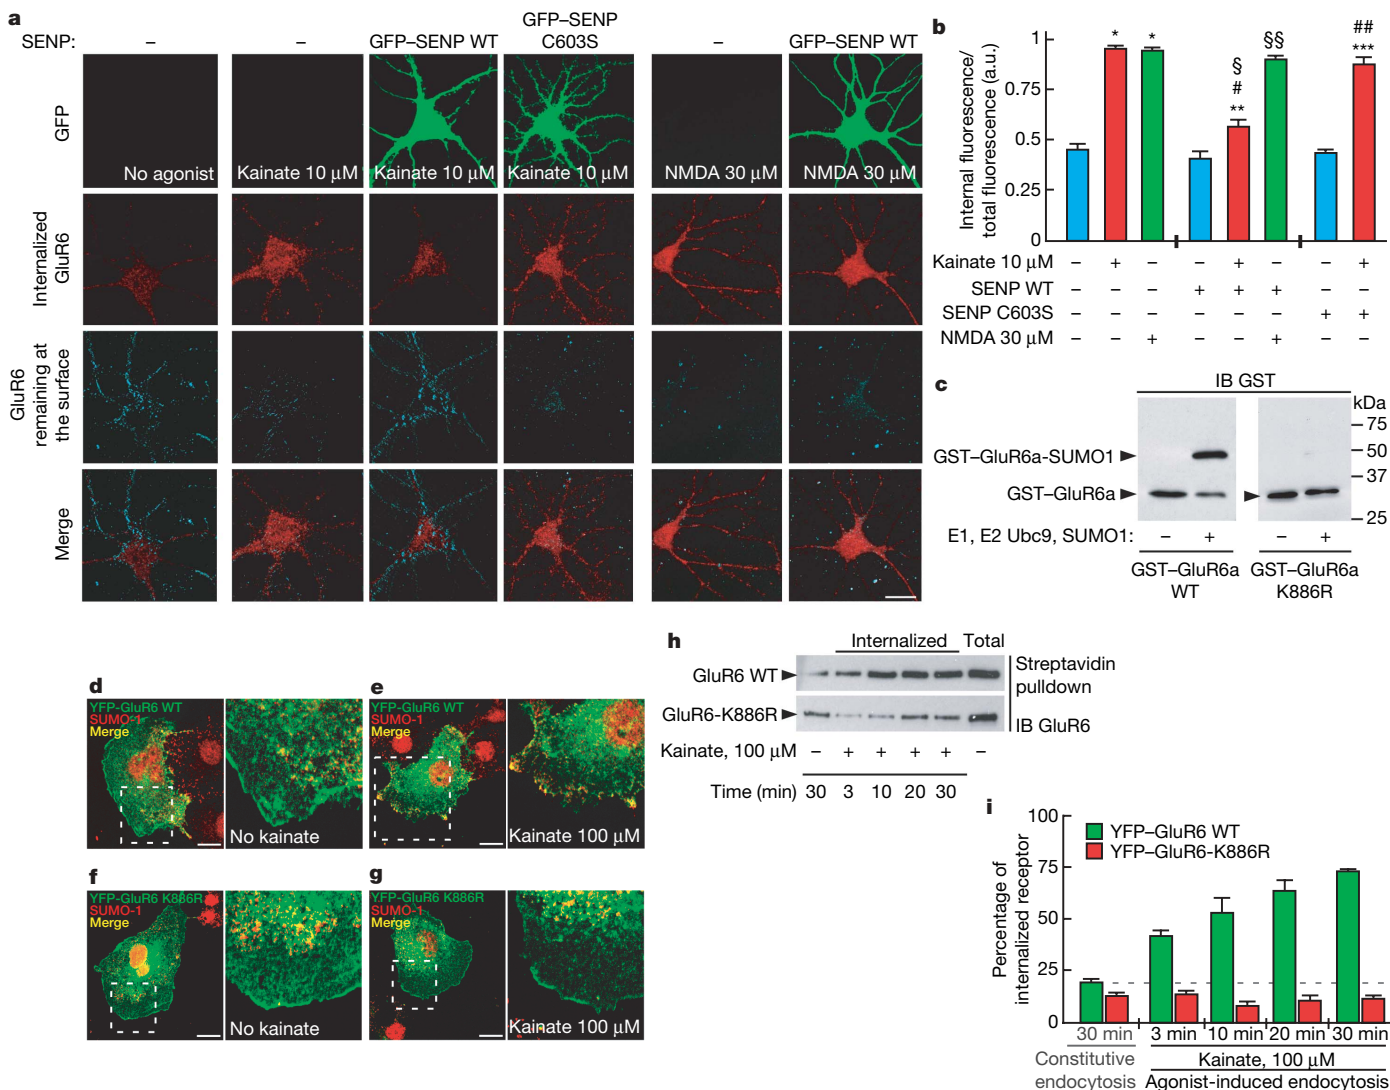 a
SENP:
–
–
GFP–SENP WT
GFP–SENP
C603S
–
GFP–SENP WT
GFP
No agonist
Kainate 10 μM
Kainate 10 μM
Kainate 10 μM
NMDA 30 μM
NMDA 30 μM
Internalized
GluR6
GluR6
remaining at
the surface
Merge
b
Internal fluorescence/
total fluorescence (a.u.)
1
0.75
0.5
0.25
0
*
*
§
#
**
§§
##
***
Kainate 10 μM – + – – + – – +
SENP WT – – – + + + – –
SENP C603S – – – – – – + +
NMDA 30 μM – – + – – + – –
c
IB GST
kDa
75
50
37
25
GST–GluR6a-SUMO1
GST–GluR6a
E1, E2 Ubc9, SUMO1: – + – +
GST–GluR6a
WT
GST–GluR6a
K886R
d
YFP-GluR6 WT
SUMO-1
Merge
No kainate
e
YFP-GluR6 WT
SUMO-1
Merge
Kainate 100 μM
f
YFP-GluR6 K886R
SUMO-1
Merge
No kainate
g
YFP-GluR6 K886R
SUMO-1
Merge
Kainate 100 μM
h
Internalized
Total
GluR6 WT
GluR6-K886R
Streptavidin
pulldown
IB GluR6
Kainate, 100 μM – + + + + –
Time (min) 30 3 10 20 30
i
Percentage of
internalized receptor
100
75
50
25
0
YFP–GluR6 WT
YFP–GluR6-K886R
30 min
3 min
10 min
20 min
30 min
Constitutive
endocytosis
Kainate, 100 μM
Agonist-induced endocytosis